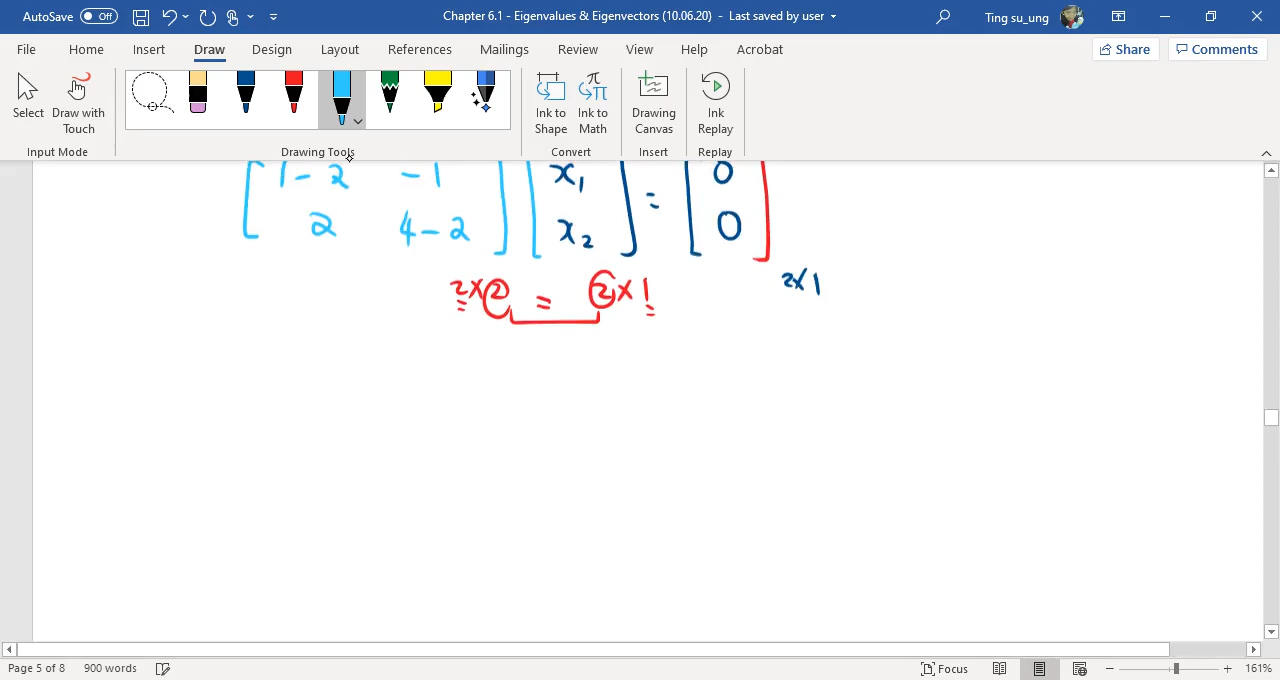 AutoSave Off Chapter 6.1 - Eigenvalues & Eigenvectors (10.06.20) - Last saved by user Ting su_ung
File Home Insert Draw Design Layout References Mailings Review View Help Acrobat Share Comments
Select Draw with Touch Ink to Shape Ink to Math Drawing Canvas Ink Replay
Input Mode Drawing Tools Convert Insert Replay
[ 1 - 2 - 1 ] [ x1 ] = [ 0 ]
[ 2 4 - 2 ] [ x2 ] [ 0 ]
2 x 2 = 2 x 1 2 x 1
Page 5 of 8 900 words Focus 161%